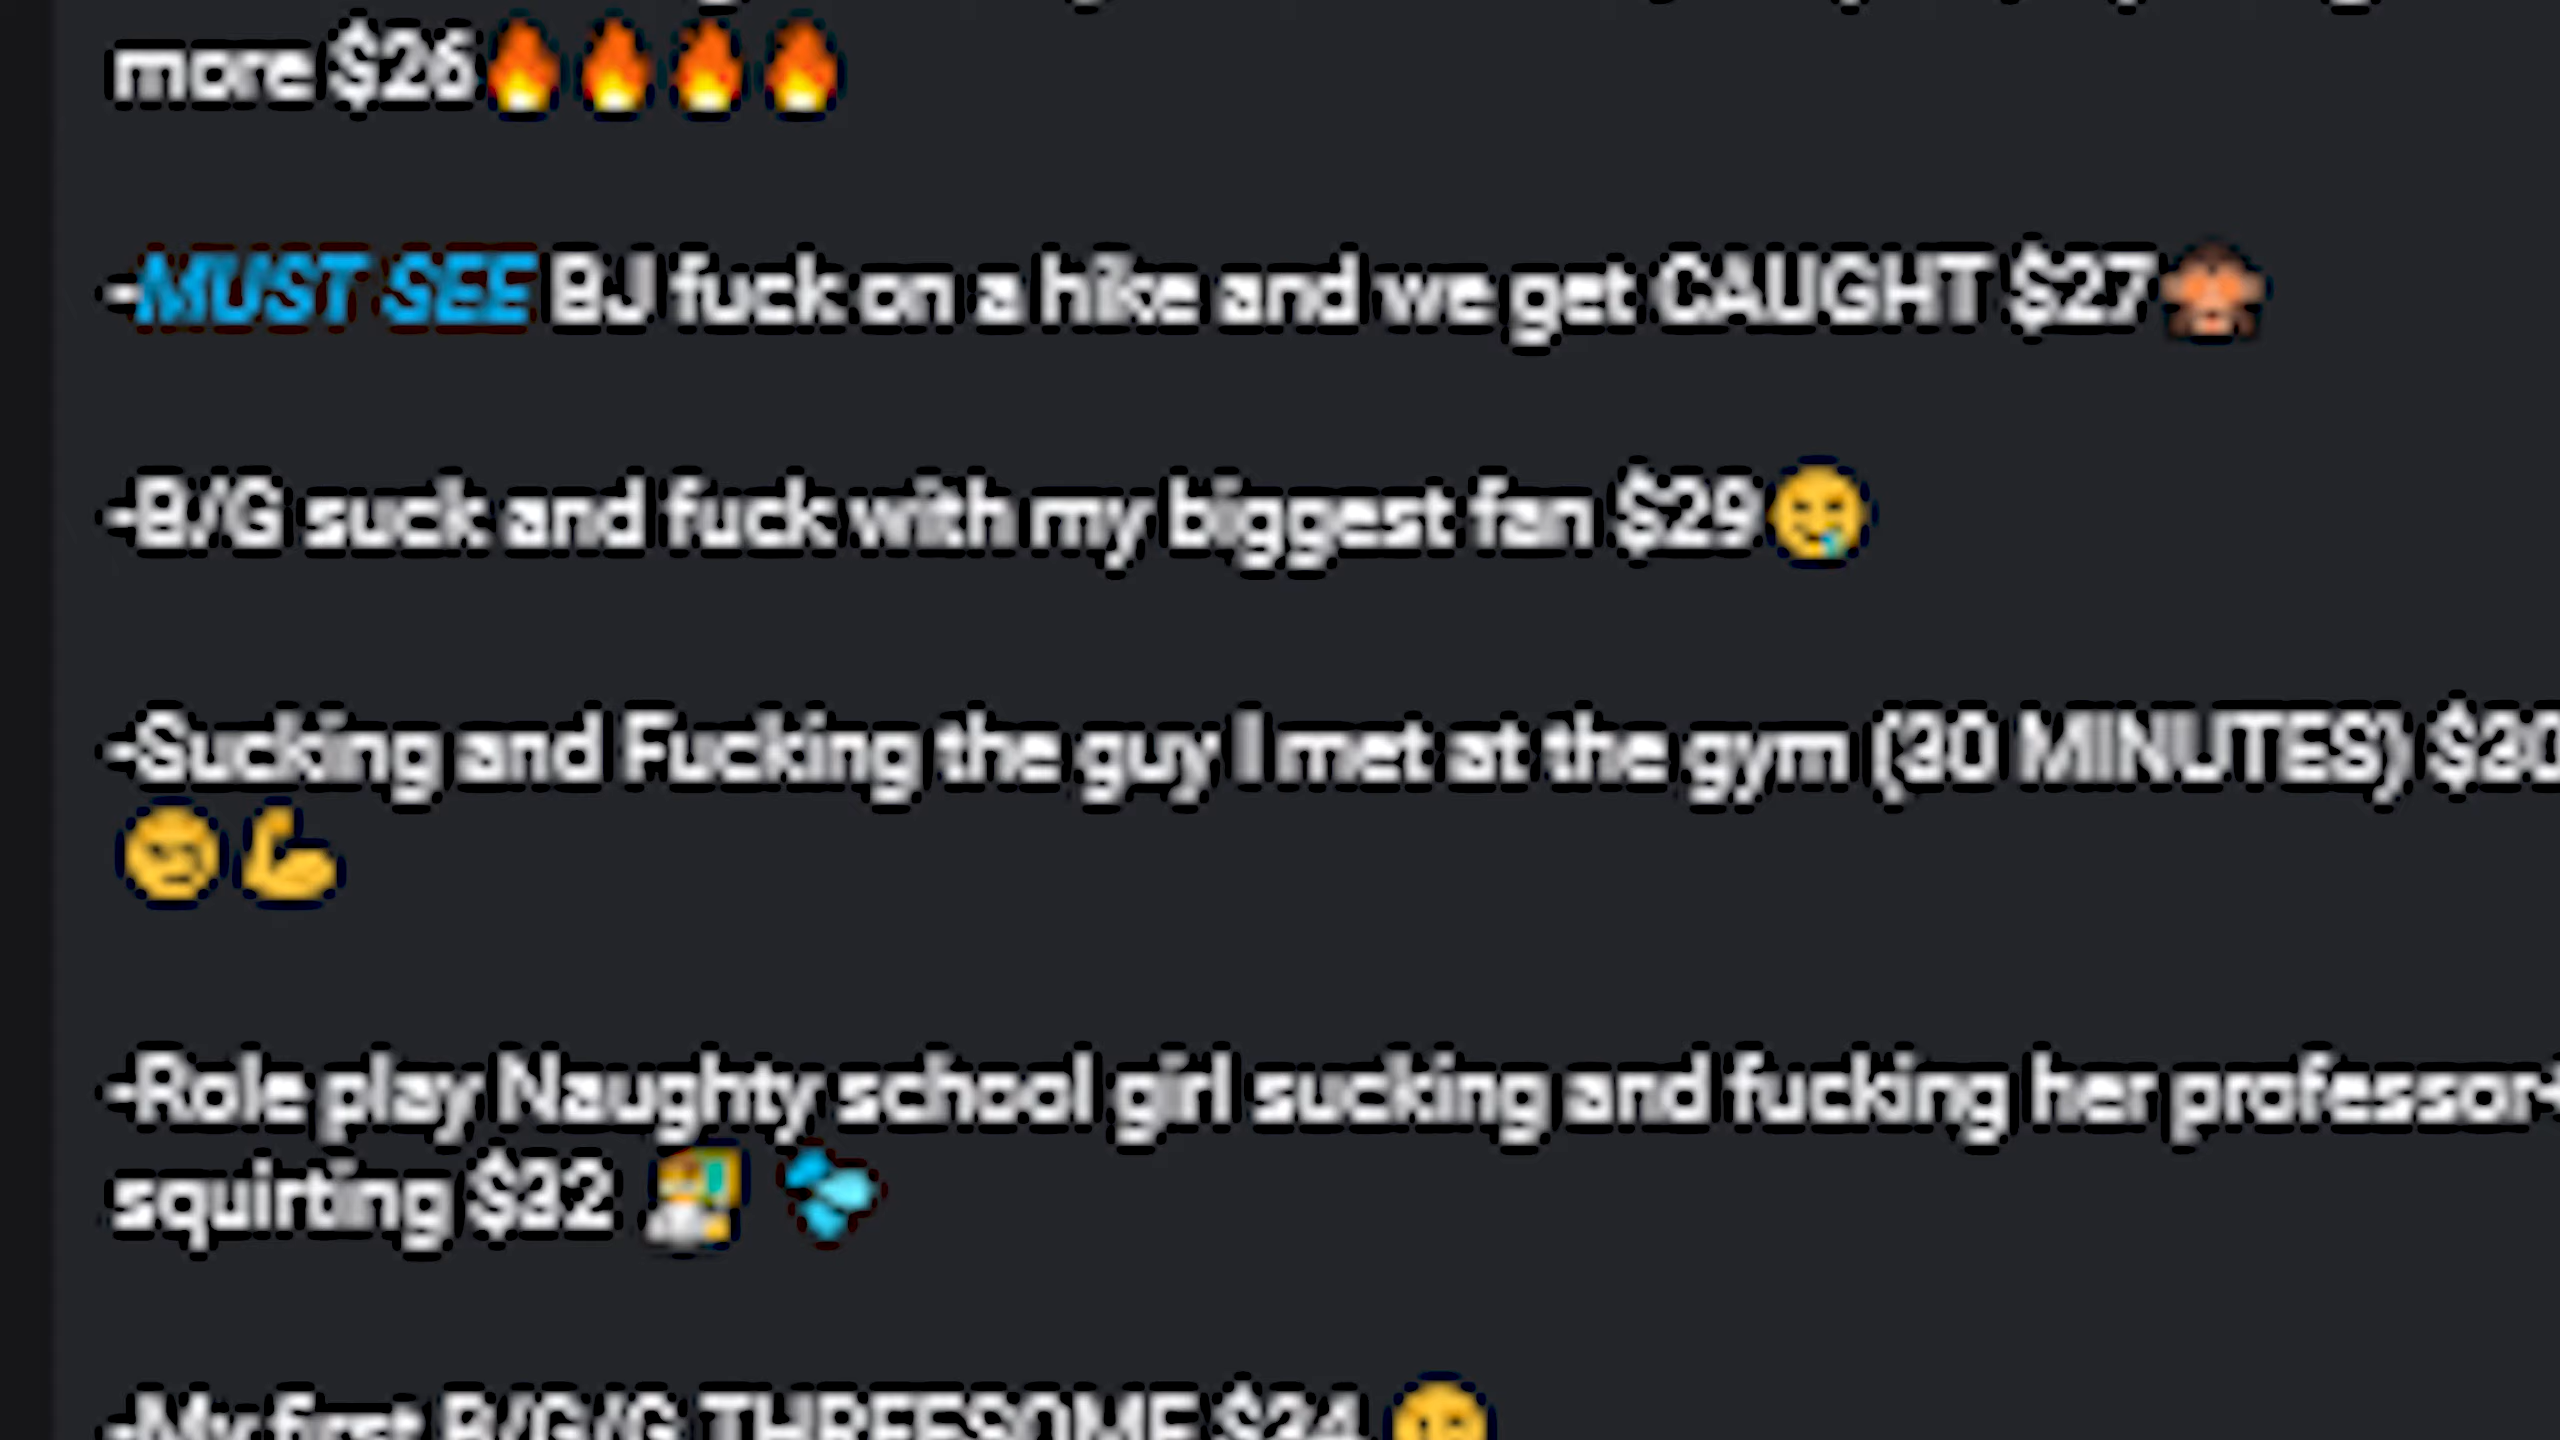 more $26🔥🔥🔥🔥
-MUST SEE BJ fuck on a hike and we get CAUGHT $27🙈
-B/G suck and fuck with my biggest fan $29🤤
-Sucking and Fucking the guy I met at the gym (30 MINUTES) $30
😏💪
-Role play Naughty school girl sucking and fucking her professor+
squirting $32 👩‍🏫 💦
-My first B/G/G THREESOME $34